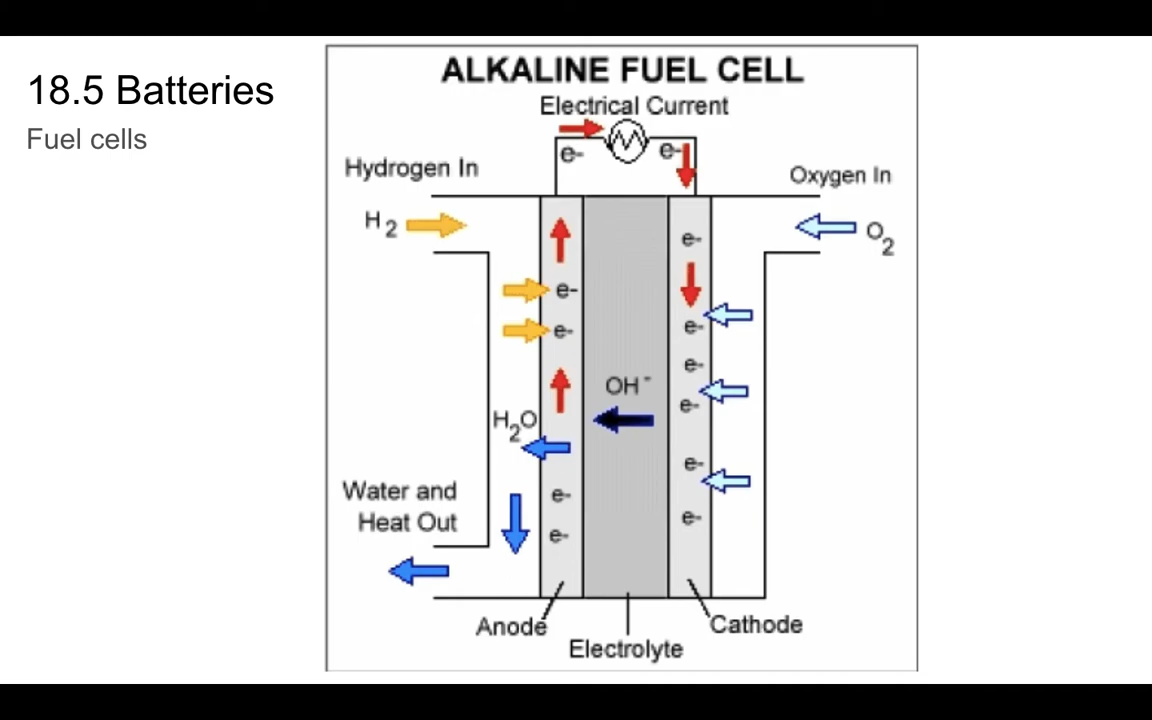 18.5 Batteries
Fuel cells
ALKALINE FUEL CELL
Electrical Current
e-
e-
Hydrogen In
Oxygen In
H2
O2
e-
e-
e-
e-
e-
e-
OH-
H2O
e-
e-
e-
e-
Water and
Heat Out
Anode
Cathode
Electrolyte